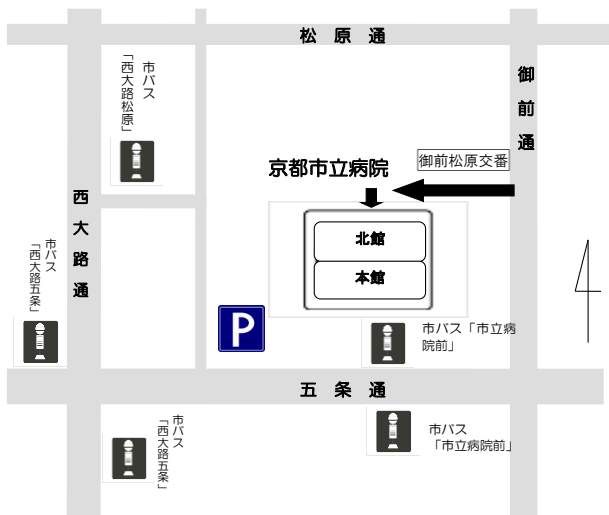 松原通
御前通
市バス
「西大路松原」
京都市立病院
御前松原交番
西大路通
北館
本館
市バス
「西大路五条」
P
市バス「市立病
院前」
五条通
市バス
「西大路五条」
市バス
「市立病院前」